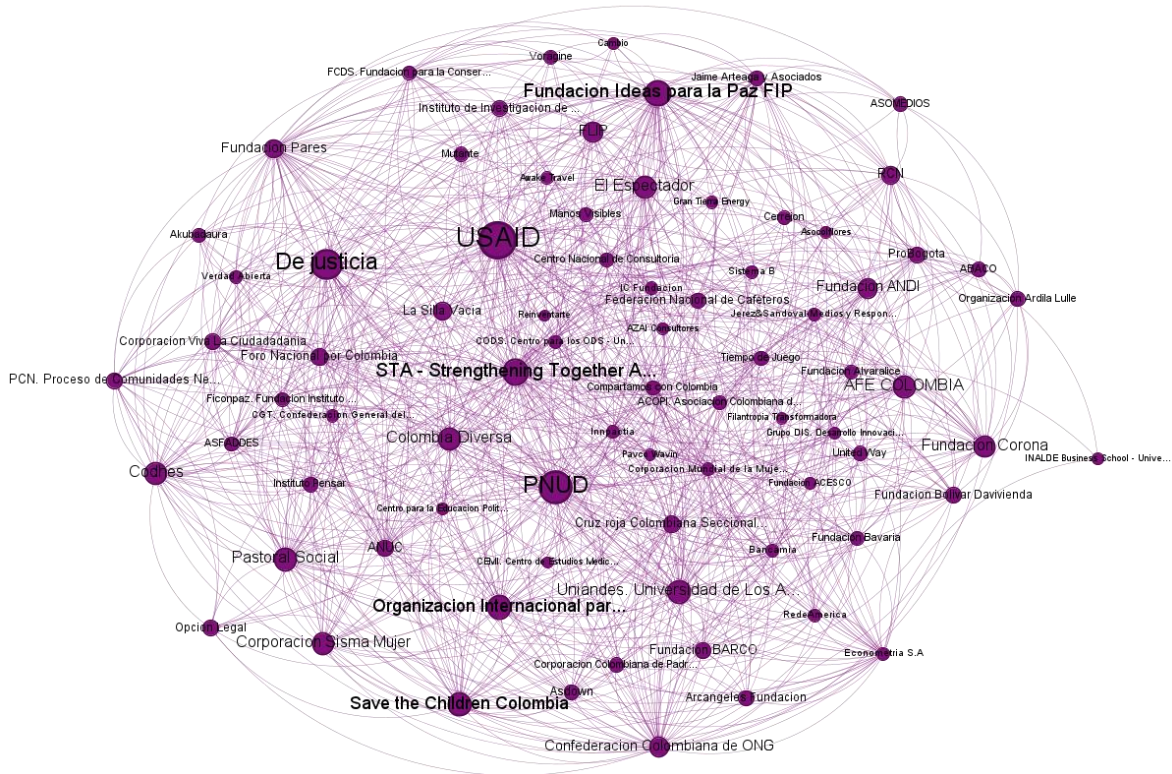 Cambio
Voragine
FCDS. Fundacion para la Conser...
Jaime Arteaga y Asociados
Fundacion Ideas para la Paz FIP
ASOMEDIOS
Instituto de Investigacion de ...
FLIP
Fundacion Pares
Mutante
RCN
Awake Travel
El Espectador
Gran Tierra Energy
Manos Visibles
Cerrejon
Asocolflores
Akubadaura
USAID
ProBogota
Centro Nacional de Consultoria
De justicia
Verdad Abierta
Sistema B
ABACO
IC Fundacion
Fundacion ANDI
Federacion Nacional de Cafeteros
Organizacion Ardila Lulle
La Silla Vacia
Reinventarte
Jerez&Sandoval Medios y Respon...
AZAI Consultores
Corporacion Viva La Ciudadadania
CODS. Centro para los ODS - Un...
Foro Nacional por Colombia
Tiempo de Juego
STA - Strengthening Together A...
Fundacion Alvaralice
PCN. Proceso de Comunidades Ne...
AFE COLOMBIA
Compartamos con Colombia
Ficonpaz. Fundacion Instituto ...
ACOPI. Asociacion Colombiana d...
CGT. Confederacion General del...
Filantropia Transformadora
Innpactia
Grupo DIS. Desarrollo Innovaci...
Colombia Diversa
ASFADDES
Fundacion Corona
Pavco Wavin
United Way
INALDE Business School - Unive...
Codhes
Corporacion Mundial de la Muje...
Instituto Pensar
PNUD
Fundacion ACESCO
Fundacion Bolivar Davivienda
Centro para la Educacion Polit...
Cruz roja Colombiana Seccional...
Fundacion Bavaria
ANUC
Bancamia
Pastoral Social
CEMI. Centro de Estudios Medic...
Uniandes. Universidad de Los A...
Organizacion Internacional par...
RedeAmerica
Opcion Legal
Corporacion Sisma Mujer
Fundacion BARCO
Econometria S.A
Corporacion Colombiana de Padr...
Asdown
Arcangeles Fundacion
Save the Children Colombia
Confederacion Colombiana de ONG